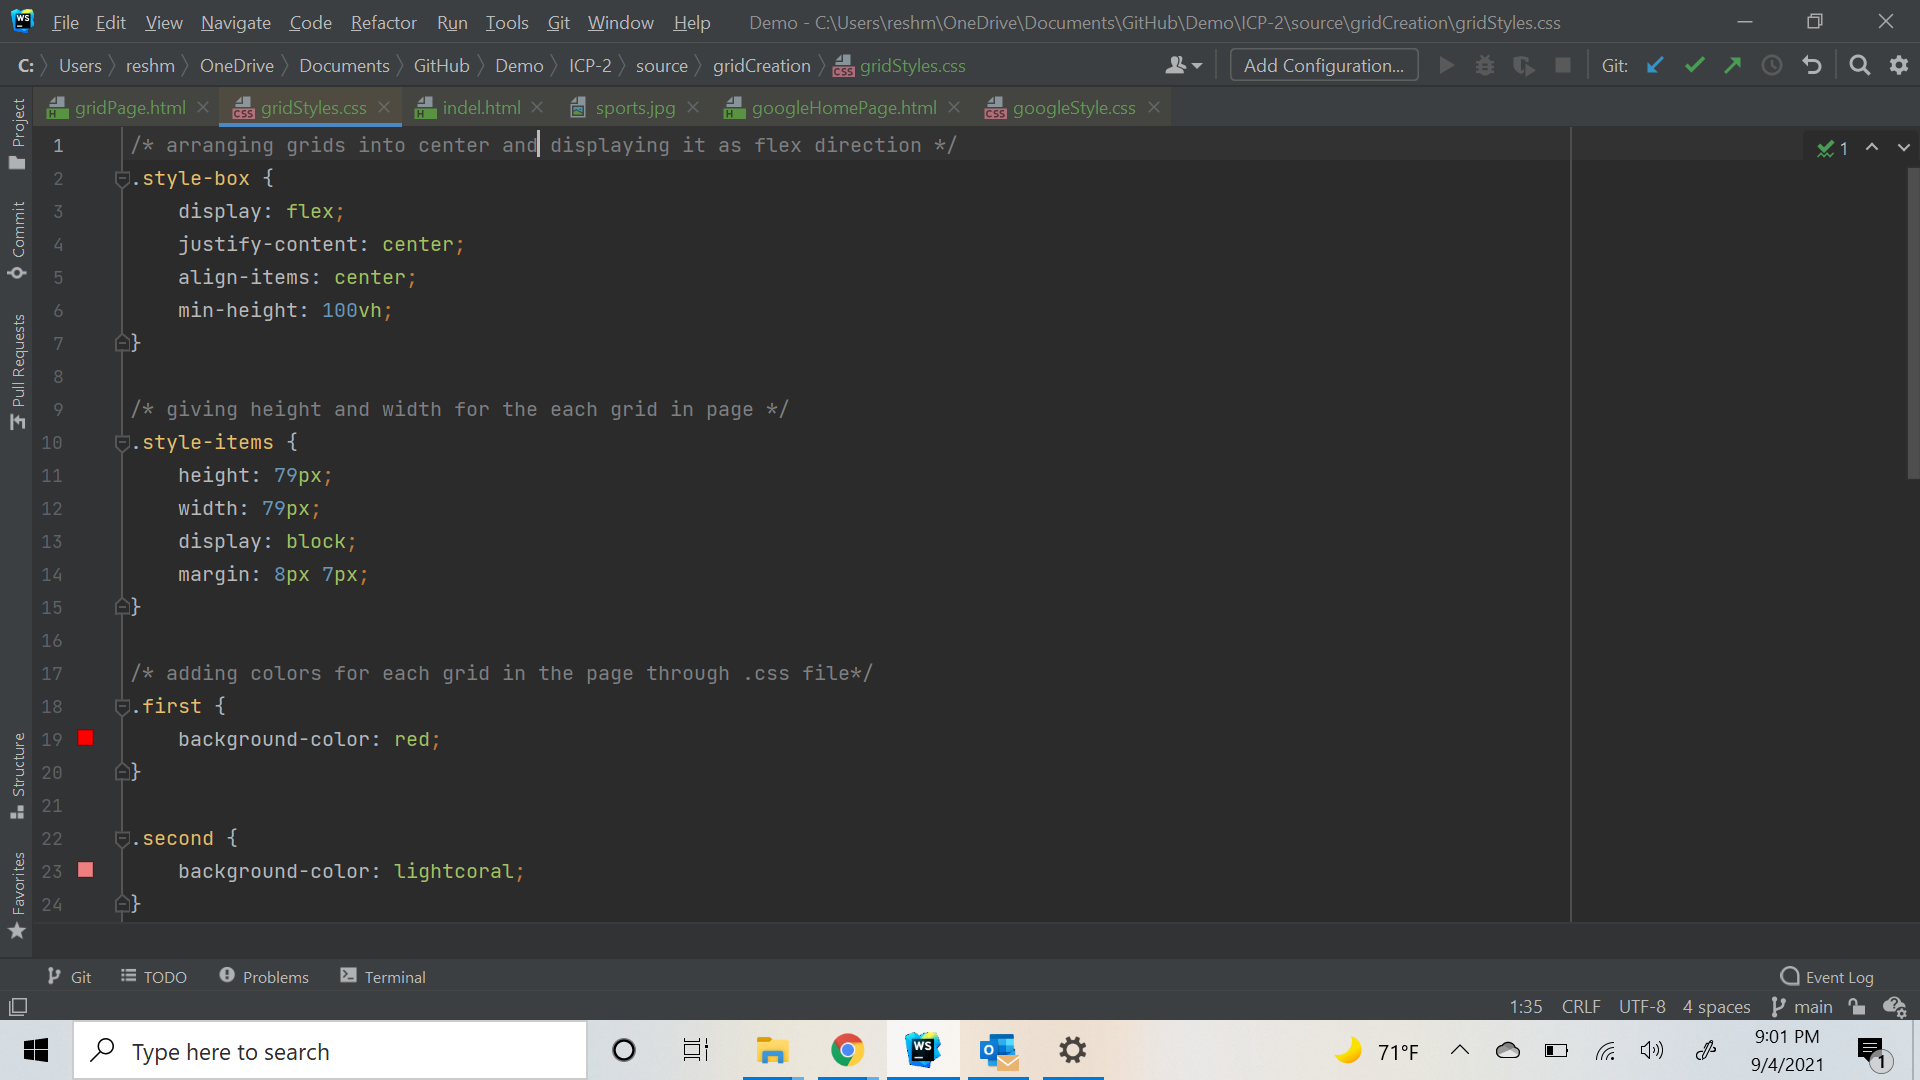 WS File Edit View Navigate Code Refactor Run Tools Git Window Help Demo - C:\Users\reshm\OneDrive\Documents\GitHub\Demo\ICP-2\source\gridCreation\gridStyles.css
C: Users reshm OneDrive Documents GitHub Demo ICP-2 source gridCreation CSS gridStyles.css Add Configuration... Git:
H gridPage.html CSS gridStyles.css H indel.html sports.jpg H googleHomePage.html CSS googleStyle.css
Project
Commit
Pull Requests
Structure
Favorites
1 /* arranging grids into center and displaying it as flex direction */ 1
2 .style-box {
3 display: flex;
4 justify-content: center;
5 align-items: center;
6 min-height: 100vh;
7 }
8
9 /* giving height and width for the each grid in page */
10 .style-items {
11 height: 79px;
12 width: 79px;
13 display: block;
14 margin: 8px 7px;
15 }
16
17 /* adding colors for each grid in the page through .css file*/
18 .first {
19 background-color: red;
20 }
21
22 .second {
23 background-color: lightcoral;
24 }
Git TODO Problems Terminal Event Log
1:35 CRLF UTF-8 4 spaces main
Type here to search WS 71°F 9:01 PM
9/4/2021 1